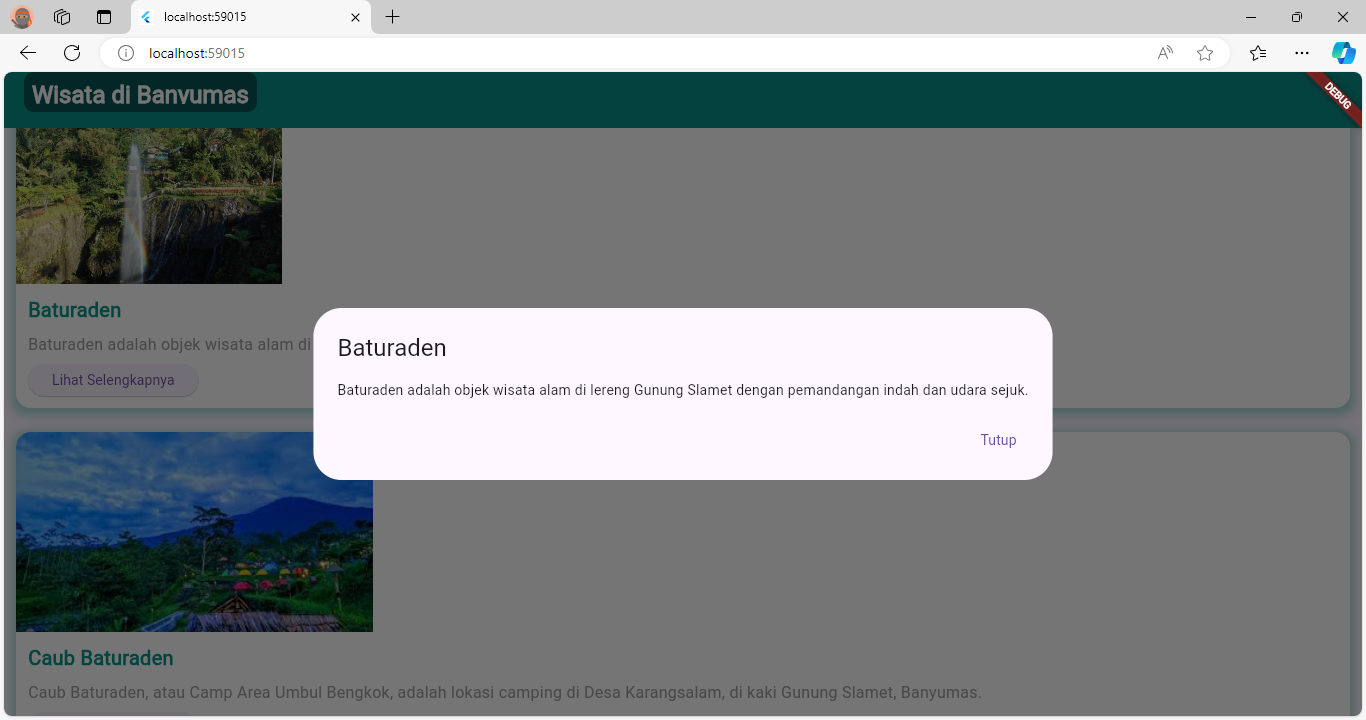 localhost:59015
localhost:59015
Wisata di Banyumas
DEBUG
Baturaden
Baturaden adalah objek wisata alam di
Lihat Selengkapnya
Baturaden
Baturaden adalah objek wisata alam di lereng Gunung Slamet dengan pemandangan indah dan udara sejuk.
Tutup
Caub Baturaden
Caub Baturaden, atau Camp Area Umbul Bengkok, adalah lokasi camping di Desa Karangsalam, di kaki Gunung Slamet, Banyumas.